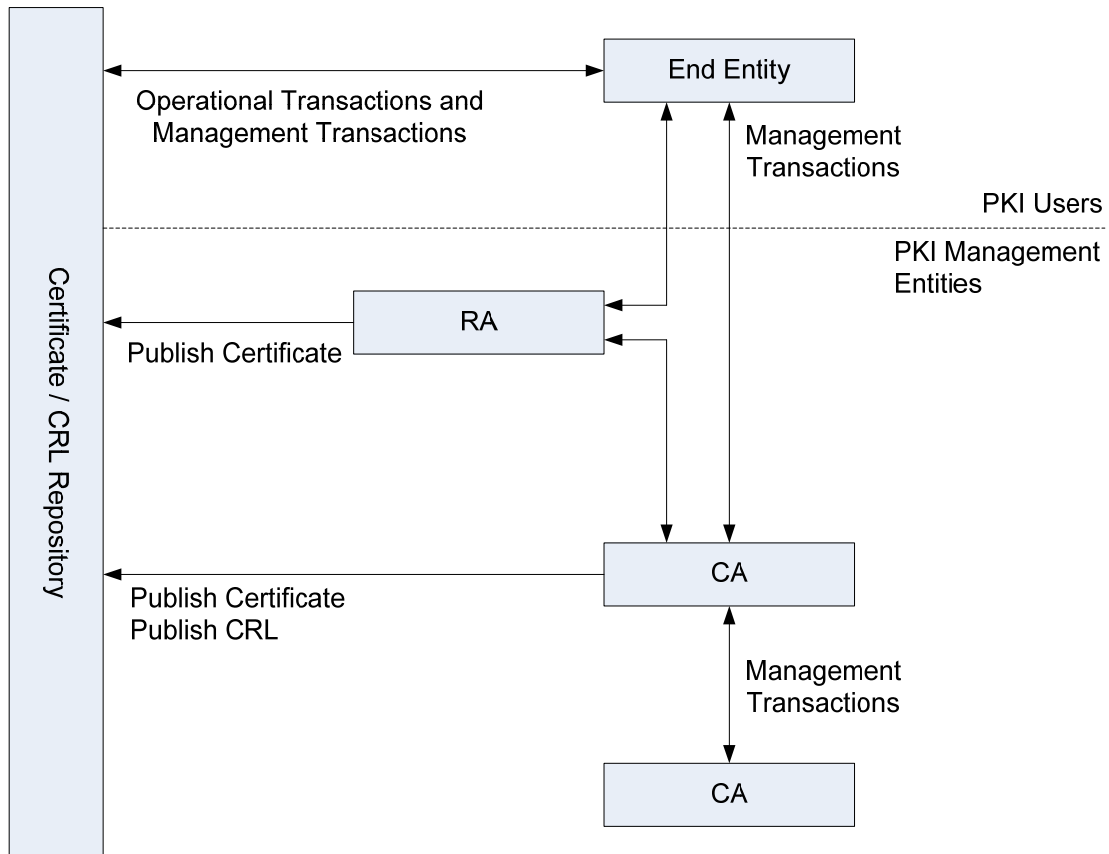 End Entity
Operational Transactions and
Management Transactions
Management
Transactions
PKI Users
PKI Management
Entities
Certificate / CRL Repository
RA
Publish Certificate
CA
Publish Certificate
Publish CRL
Management
Transactions
CA